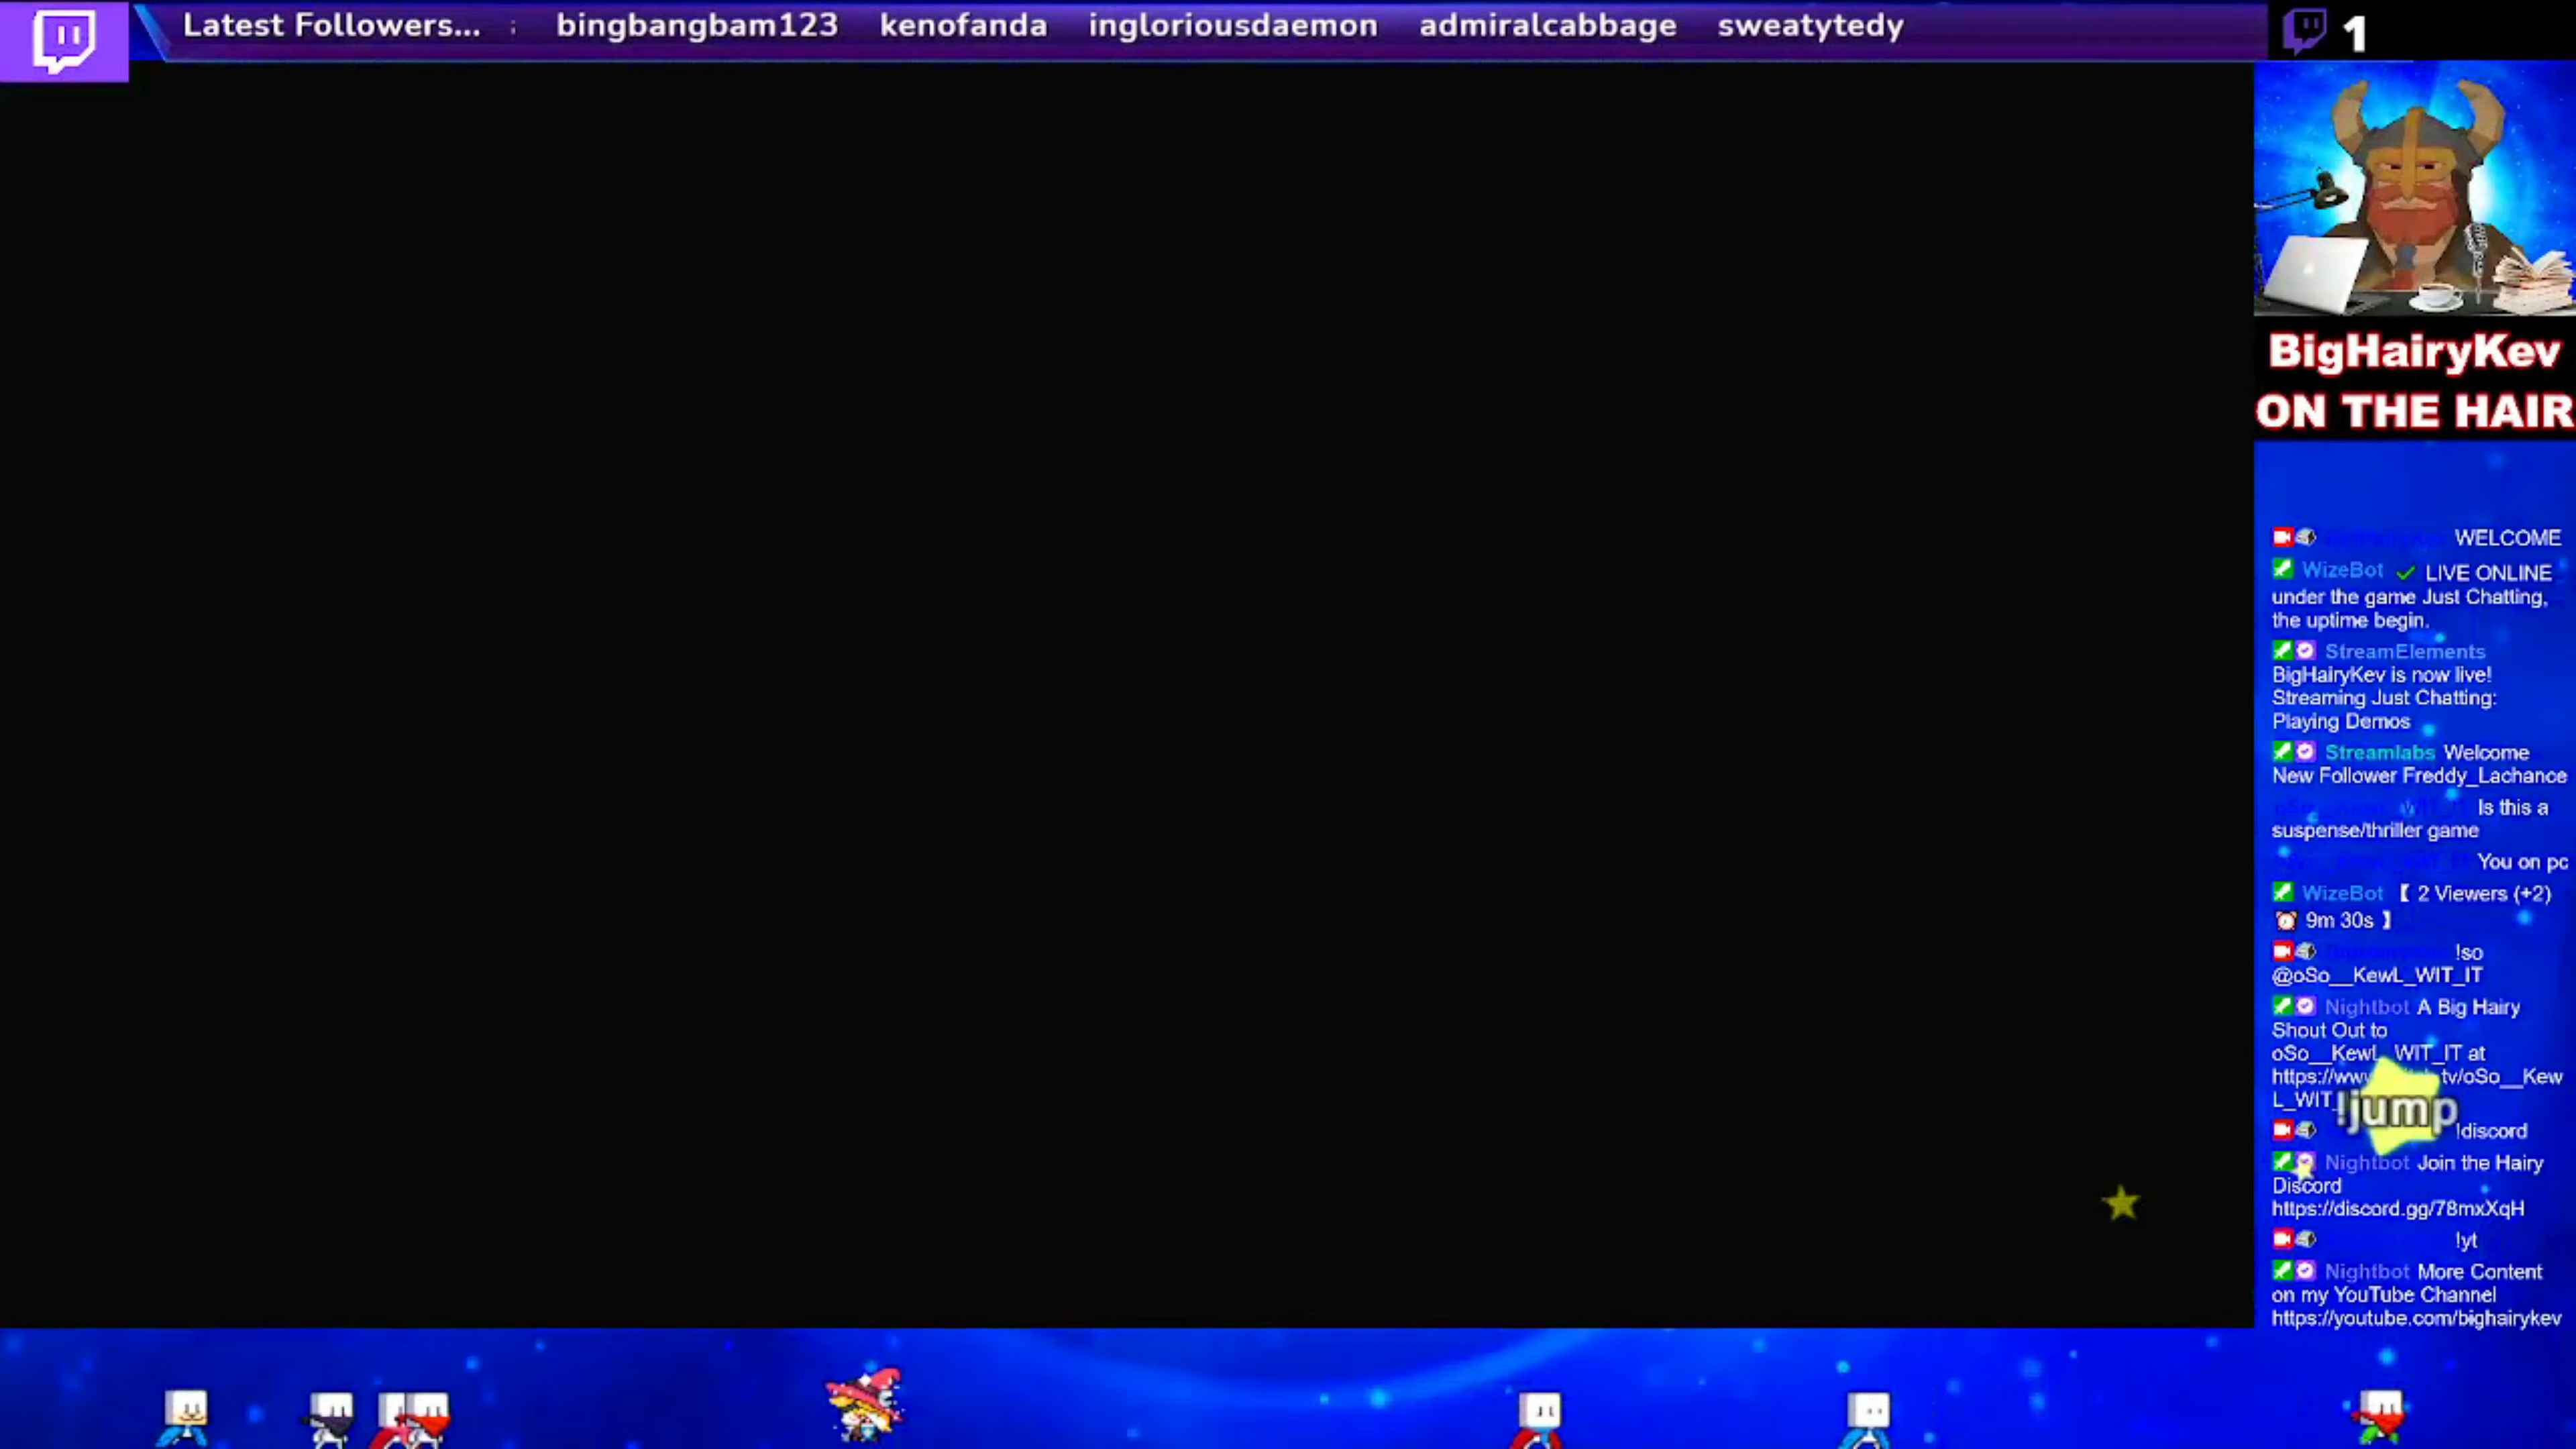 Latest Followers... : bingbangbam123 kenofanda ingloriousdaemon admiralcabbage sweatytedy
1
BigHairyKev
ON THE HAIR
WELCOME
WizeBot ✓ LIVE ONLINE
under the game Just Chatting,
the uptime begin.
StreamElements
BigHairyKev is now live!
Streaming Just Chatting:
Playing Demos
Streamlabs Welcome
New Follower Freddy_Lachance
Is this a
suspense/thriller game
You on pc
WizeBot 【 2 Viewers (+2)
9m 30s 】
!so
@oSo__KewL_WIT_IT
Nightbot A Big Hairy
Shout Out to
oSo__KewL_WIT_IT at
tv/oSo__Kew
L_WIT
!jump
!discord
Nightbot Join the Hairy
Discord
https://discord.gg/78mxXqH
!yt
Nightbot More Content
on my YouTube Channel
https://youtube.com/bighairykev